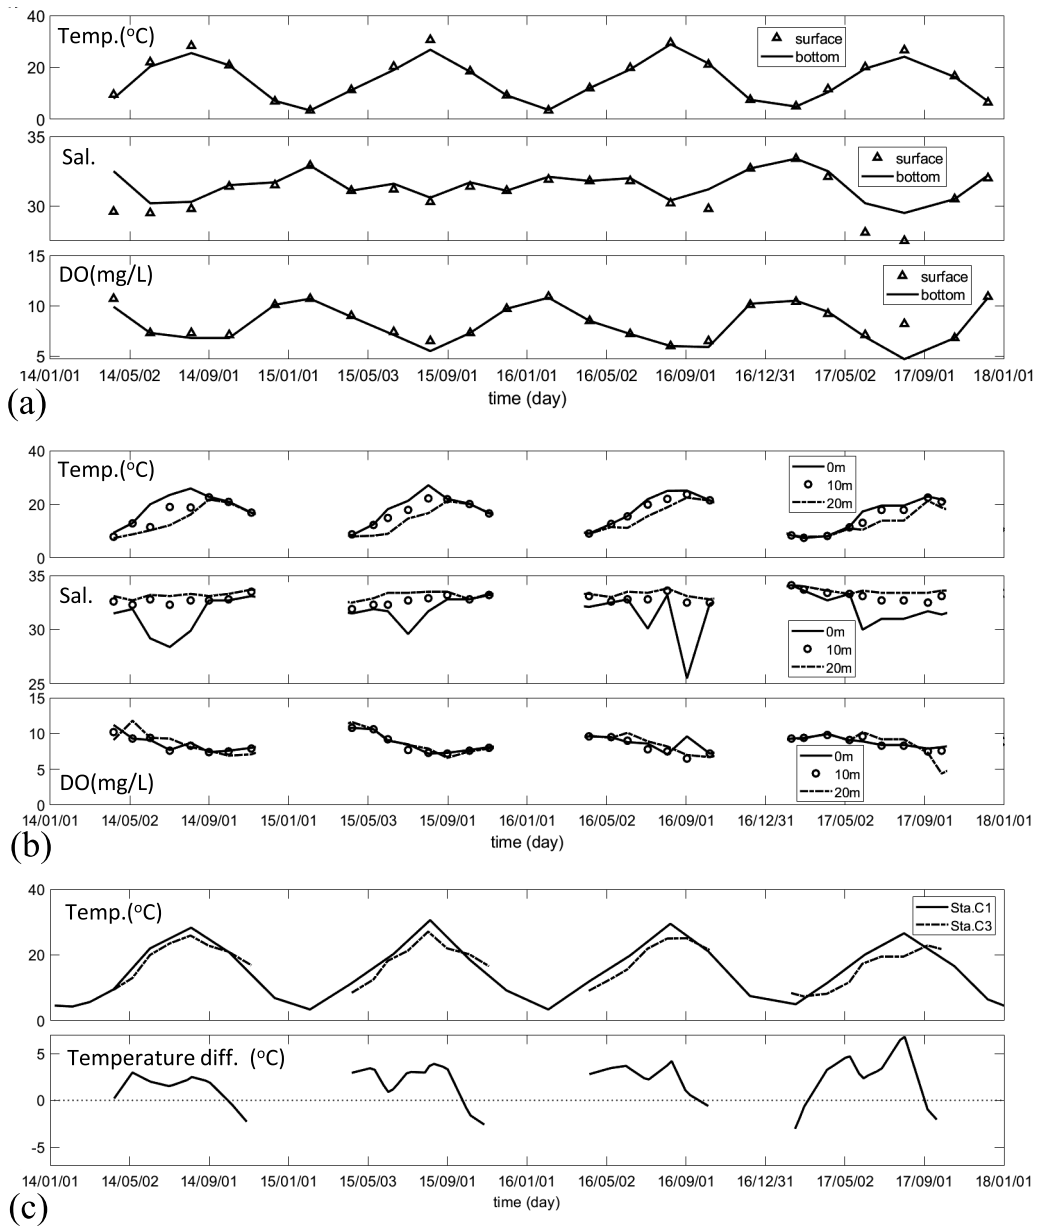 40
Temp.(oC)
surface
bottom
20
0
35
Sal.
surface
bottom
30
15
DO(mg/L)
surface
bottom
10
5
14/01/01 14/05/02 14/09/01 15/01/01 15/05/03 15/09/01 16/01/01 16/05/02 16/09/01 16/12/31 17/05/02 17/09/01 18/01/01
time (day)
(a)
40
Temp.(oC)
0m
10m
20m
20
0
35
Sal.
30
0m
10m
20m
25
15
10
0m
10m
20m
5
DO(mg/L)
0
14/01/01 14/05/02 14/09/01 15/01/01 15/05/03 15/09/01 16/01/01 16/05/02 16/09/01 16/12/31 17/05/02 17/09/01 18/01/01
time (day)
(b)
40
Temp.(oC)
Sta.C1
Sta.C3
20
0
Temperature diff. (oC)
5
0
-5
14/01/01 14/05/02 14/09/01 15/01/01 15/05/03 15/09/01 16/01/01 16/05/02 16/09/01 16/12/31 17/05/02 17/09/01 18/01/01
time (day)
(c)